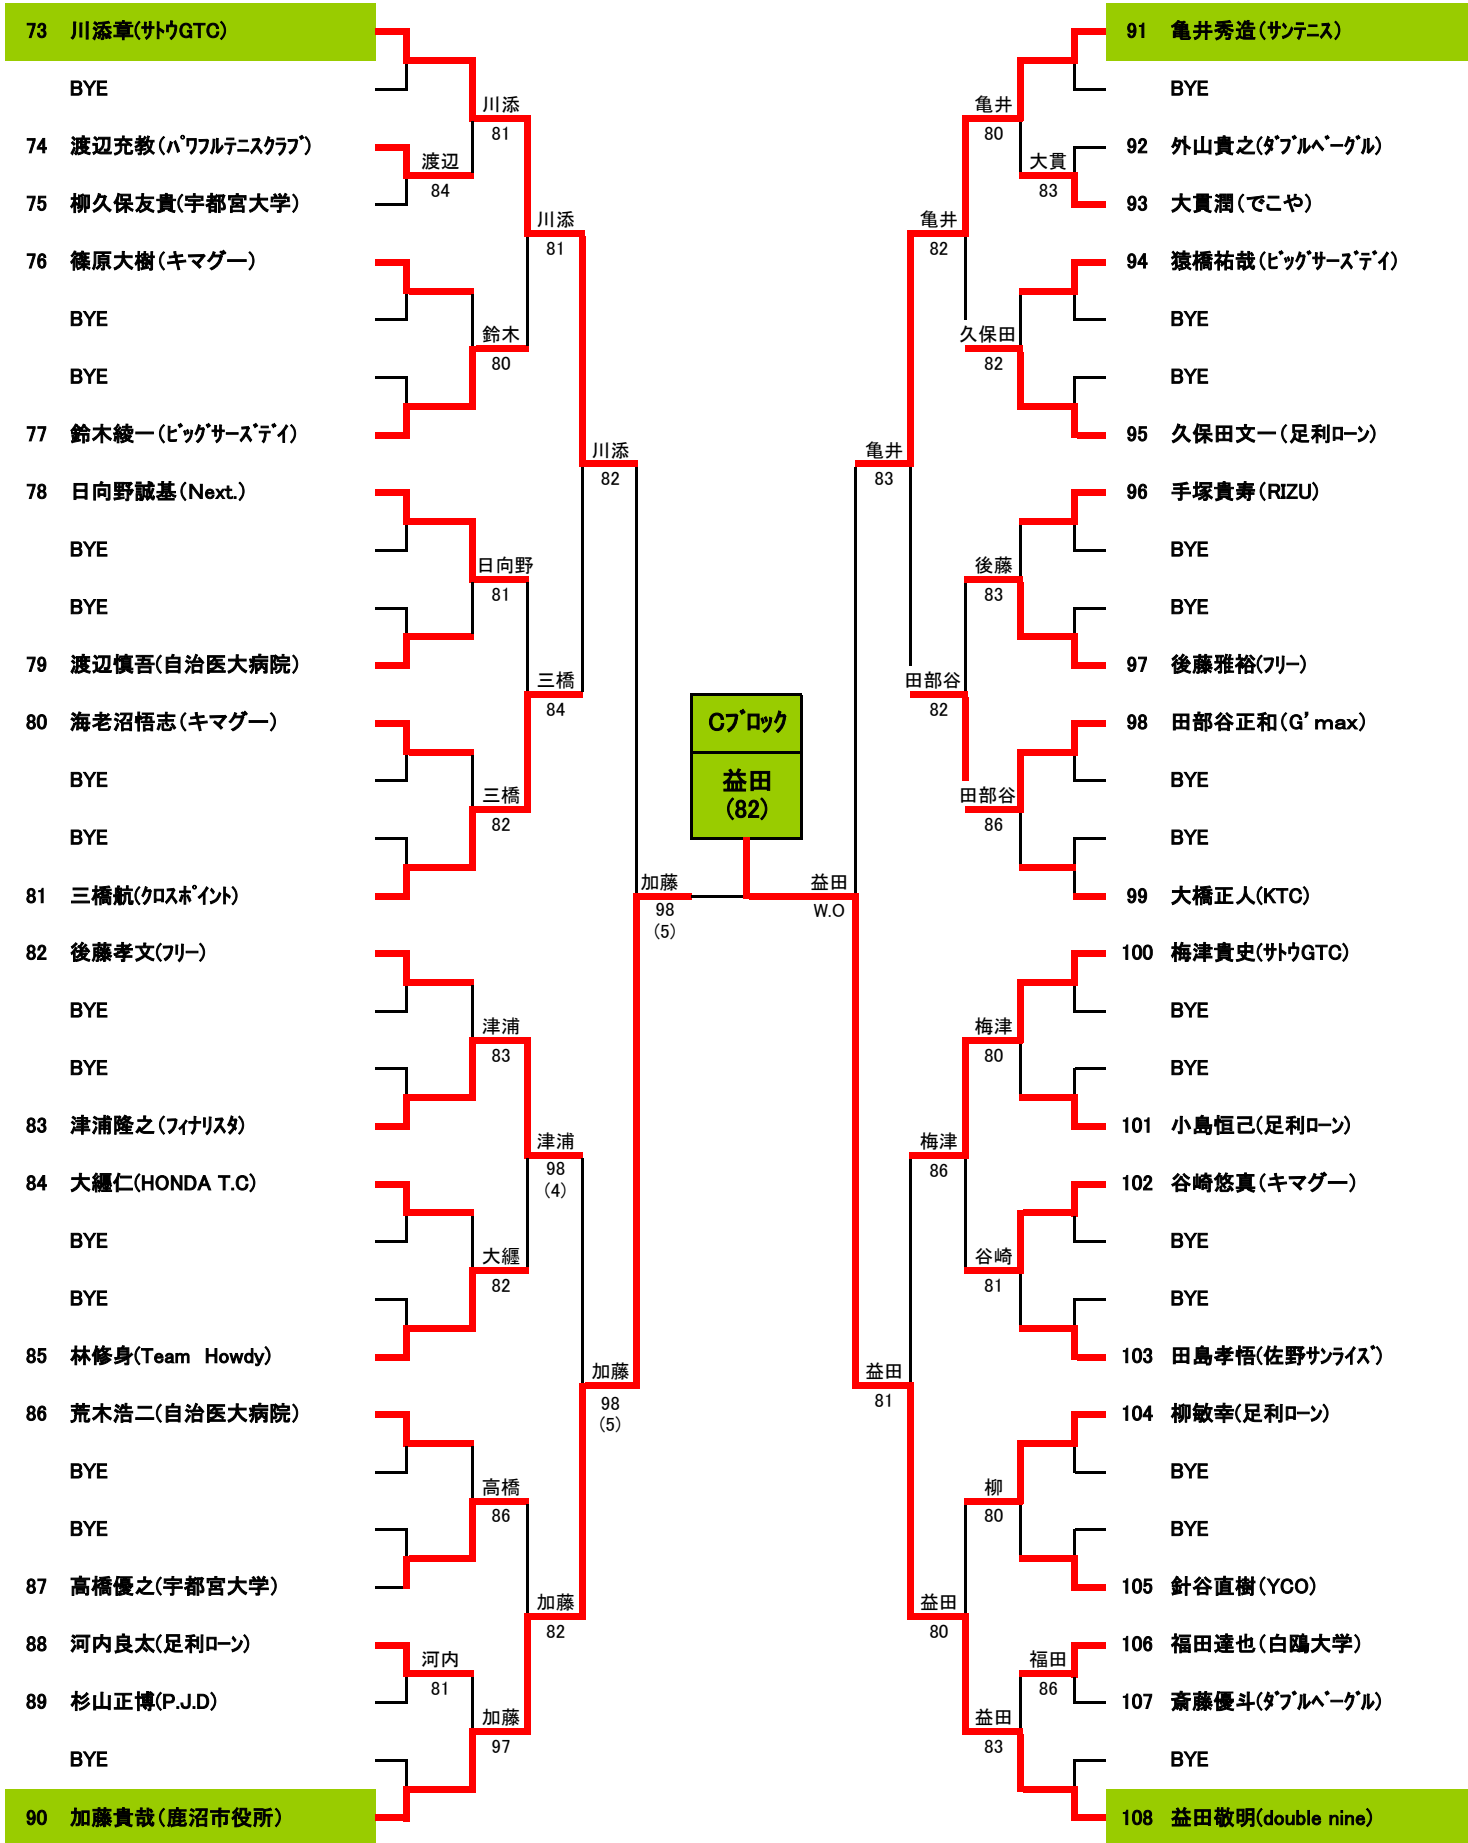 73 川添章(ｻﾄｳGTC)
BYE
74 渡辺充教(ﾊﾟﾜﾌﾙﾃﾆｽｸﾗﾌﾞ)
75 柳久保友貴(宇都宮大学)
76 篠原大樹(キマグー)
BYE
BYE
77 鈴木綾一(ﾋﾞｯｸﾞｻｰｽﾞﾃﾞｲ)
78 日向野誠基(Next.)
BYE
BYE
79 渡辺慎吾(自治医大病院)
80 海老沼悟志(キマグー)
BYE
BYE
81 三橋航(ｸﾛｽﾎﾟｲﾝﾄ)
82 後藤孝文(ﾌﾘｰ)
BYE
BYE
83 津浦隆之(ﾌｨﾅﾘｽﾀ)
84 大纒仁(HONDA T.C)
BYE
BYE
85 林修身(Team Howdy)
86 荒木浩二(自治医大病院)
BYE
BYE
87 高橋優之(宇都宮大学)
88 河内良太(足利ﾛｰﾝ)
89 杉山正博(P.J.D)
BYE
90 加藤貴哉(鹿沼市役所)
渡辺
84
河内
81
川添
81
鈴木
80
日向野
81
三橋
82
津浦
83
大纒
82
高橋
86
加藤
97
川添
81
三橋
84
津浦
98
(4)
加藤
82
川添
82
加藤
98
(5)
加藤
98
(5)
Cﾌﾞﾛｯｸ
益田
(82)
益田
W.O
亀井
83
益田
81
亀井
82
田部谷
82
梅津
86
益田
80
亀井
80
久保田
82
後藤
83
田部谷
86
梅津
80
谷崎
81
柳
80
益田
83
大貫
83
福田
86
91 亀井秀造(ｻﾝﾃﾆｽ)
BYE
92 外山貴之(ﾀﾞﾌﾞﾙﾍﾞｰｸﾞﾙ)
93 大貫潤(でこや)
94 猿橋祐哉(ﾋﾞｯｸﾞｻｰｽﾞﾃﾞｲ)
BYE
BYE
95 久保田文一(足利ﾛｰﾝ)
96 手塚貴寿(RIZU)
BYE
BYE
97 後藤雅裕(ﾌﾘｰ)
98 田部谷正和(G’max)
BYE
BYE
99 大橋正人(KTC)
100 梅津貴史(ｻﾄｳGTC)
BYE
BYE
101 小島恒己(足利ﾛｰﾝ)
102 谷崎悠真(キマグー)
BYE
BYE
103 田島孝悟(佐野ｻﾝﾗｲｽﾞ)
104 柳敏幸(足利ﾛｰﾝ)
BYE
BYE
105 針谷直樹(YCO)
106 福田達也(白鴎大学)
107 斎藤優斗(ﾀﾞﾌﾞﾙﾍﾞｰｸﾞﾙ)
BYE
108 益田敬明(double nine)